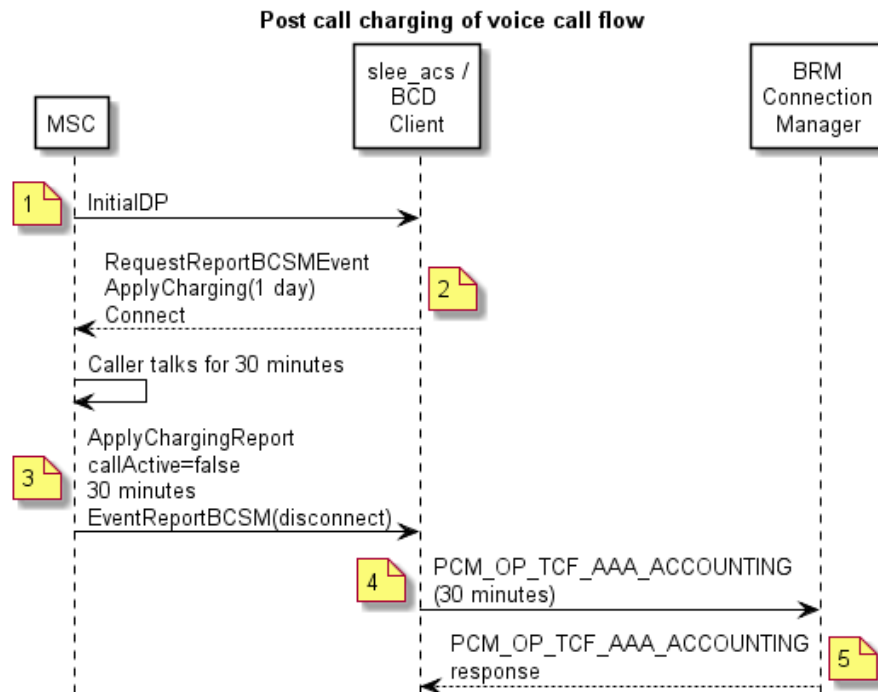 Post call charging of voice call flow
MSC
slee_acs /
BCD
Client
BRM
Connection
Manager
1
InitialDP
RequestReportBCSMEvent
ApplyCharging(1 day)
Connect
2
Caller talks for 30 minutes
3
ApplyChargingReport
callActive=false
30 minutes
EventReportBCSM(disconnect)
4
PCM_OP_TCF_AAA_ACCOUNTING
(30 minutes)
PCM_OP_TCF_AAA_ACCOUNTING
response
5